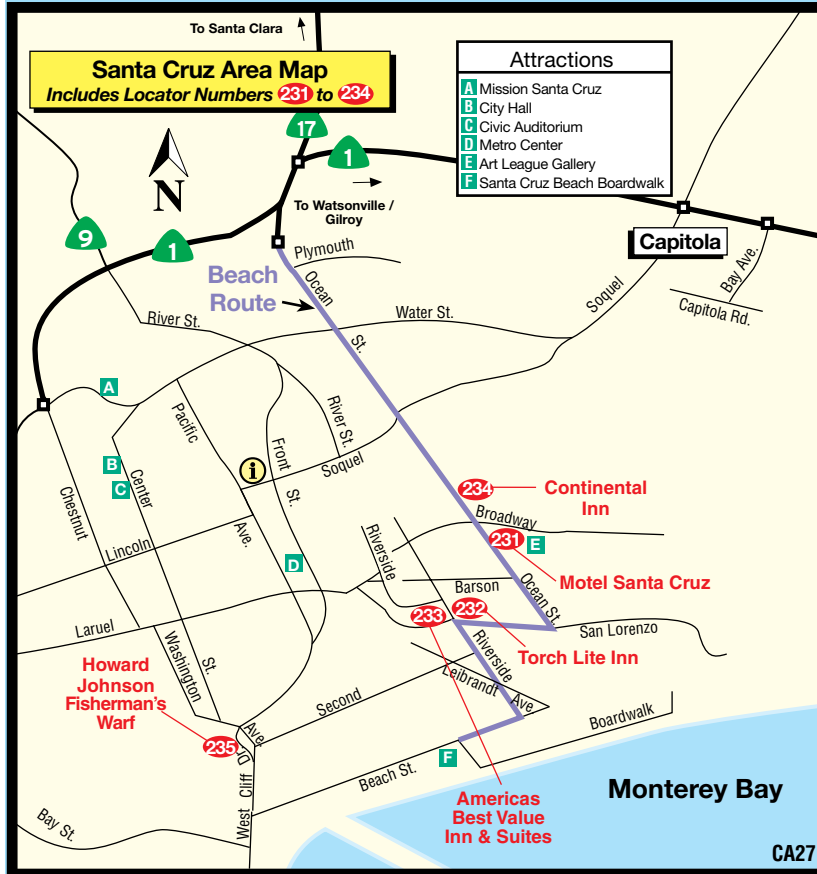 To Santa Clara
Santa Cruz Area Map
Includes Locator Numbers 231 to 234
Attractions
A Mission Santa Cruz
B City Hall
C Civic Auditorium
D Metro Center
E Art League Gallery
F Santa Cruz Beach Boardwalk
17
1
N
To Watsonville /
Gilroy
9
1
Capitola
Plymouth
Bay Ave.
Beach
Route
Ocean
St.
Soquel
Capitola Rd.
River St.
Water St.
A
Pacific
Ave.
River St.
Front
St.
Soquel
i
B
C
Center
St.
Chestnut
Lincoln
D
234
Continental
Inn
Broadway
231
E
Motel Santa Cruz
Riverside
Barson
Ocean St.
233
232
San Lorenzo
Torch Lite Inn
Laruel
Washington
Ave.
Riverside
Ave
Leibrandt
Howard
Johnson
Fisherman's
Warf
235
Dr.
Second
Boardwalk
F
Beach St.
West Cliff
Bay St.
Americas
Best Value
Inn & Suites
Monterey Bay
CA27